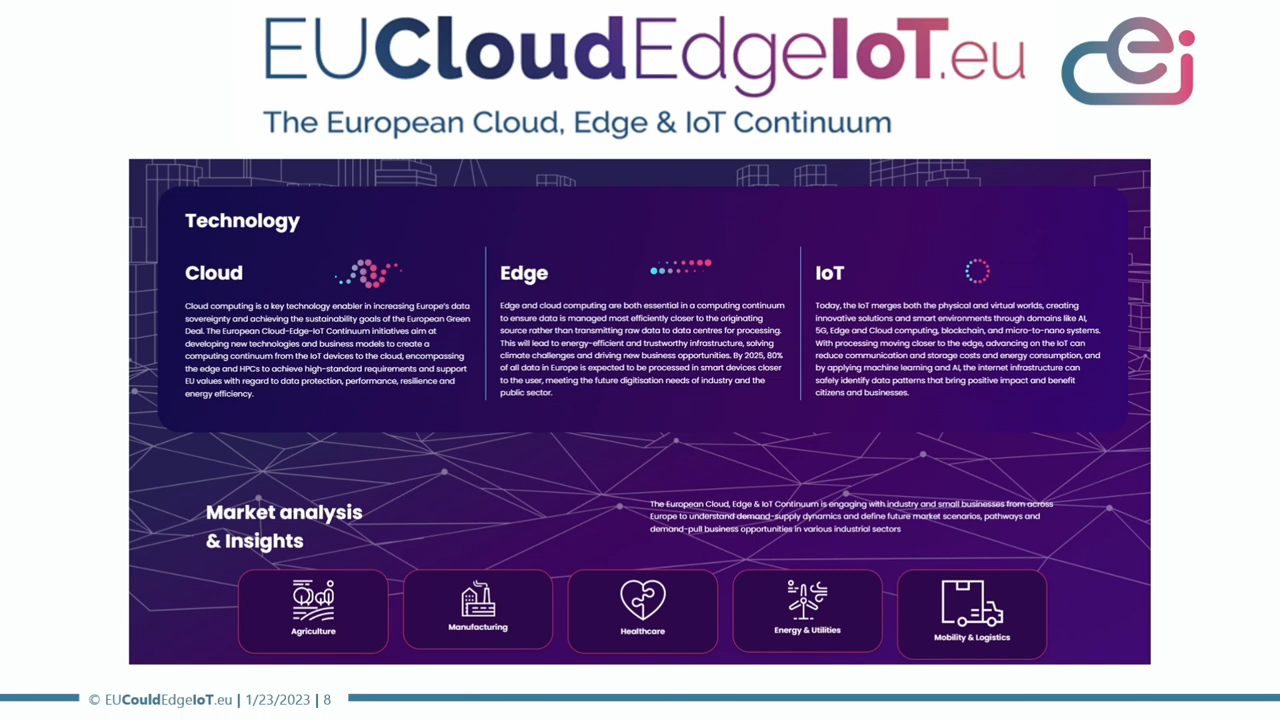 EUCloudEdgeIoT.eu
The European Cloud, Edge & IoT Continuum
Technology
Cloud
Cloud computing is a key technology enabler in increasing Europe's data
sovereignty and achieving the sustainability goals of the European Green
Deal. The European Cloud-Edge-IoT Continuum initiatives aim at
developing new technologies and business models to create a
computing continuum from the IoT devices to the cloud, encompassing
the edge and HPCs to achieve high-standard requirements and support
EU values with regard to data protection, performance, resilience and
energy efficiency.
Edge
Edge and cloud computing are both essential in a computing continuum
to ensure data is managed most efficiently closer to the originating
source rather than transmitting raw data to data centres for processing.
This will lead to energy-efficient and trustworthy infrastructure, solving
climate challenges and driving new business opportunities. By 2025, 80%
of all data in Europe is expected to be processed in smart devices closer
to the user, meeting the future digitisation needs of industry and the
public sector.
IoT
Today, the IoT merges both the physical and virtual worlds, creating
innovative solutions and smart environments through domains like AI,
5G, Edge and Cloud computing, blockchain, and micro-to-nano systems.
With processing moving closer to the edge, advancing on the IoT can
reduce communication and storage costs and energy consumption, and
by applying machine learning and AI, the internet infrastructure can
safely identify data patterns that bring positive impact and benefit
citizens and businesses.
Market analysis
& Insights
The European Cloud, Edge & IoT Continuum is engaging with industry and small businesses from across
Europe to understand demand-supply dynamics and define future market scenarios, pathways and
demand-pull business opportunities in various industrial sectors
Agriculture
Manufacturing
Healthcare
Energy & Utilities
Mobility & Logistics
© EUCouldEdgeIoT.eu | 1/23/2023 | 8